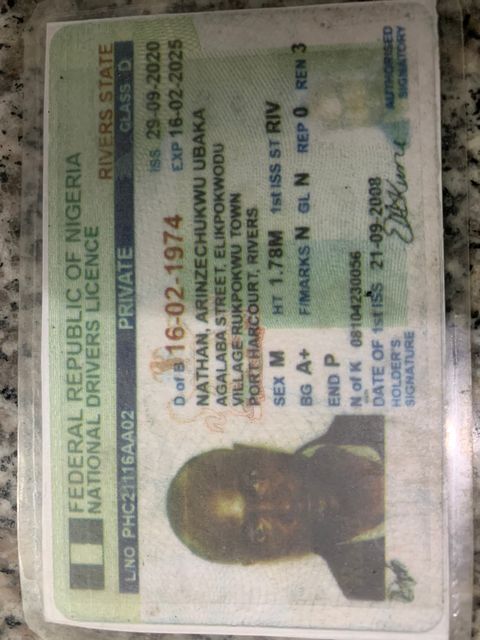 FEDERAL REPUBLIC OF NIGERIA
NATIONAL DRIVERS LICENCE
RIVERS STATE
L/NO PHC21116AA02 PRIVATE CLASS D
ISS 29-09-2020
D of B 16-02-1974 EXP 16-02-2025
NATHAN, ARINZECHUKWU UBAKA
AGALABA STREET, ELIKPOKWODU
VILLAGE RUKPOKWU TOWN
PORT HARCOURT, RIVERS
SEX M HT 1.78M 1st ISS ST RIV
BG A+ F/MARKS N GL N REP 0 REN 3
END P
N of K 08104230056
DATE OF 1st ISS 21-09-2008
HOLDER'S
SIGNATURE
AUTHORISED
SIGNATORY